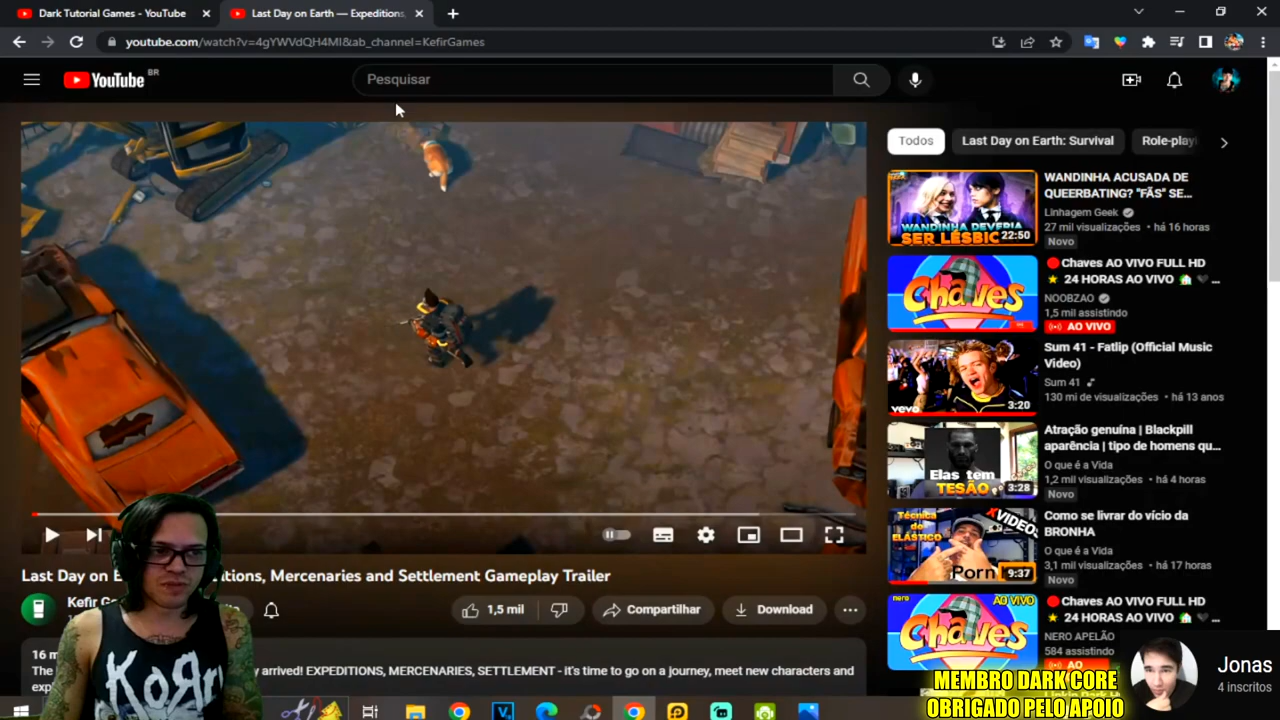 Dark Tutorial Games - YouTube
Last Day on Earth — Expeditions,
youtube.com/watch?v=4gYWVdQH4MI&ab_channel=KefirGames
YouTube BR
Pesquisar
Todos
Last Day on Earth: Survival
Role-playi
WANDINHA DEVERIA
SER LÉSBIC
22:50
WANDINHA ACUSADA DE
QUEERBATING? "FÃS" SE...
Linhagem Geek
27 mil visualizações • há 16 horas
Novo
Chaves
Chaves AO VIVO FULL HD
24 HORAS AO VIVO ...
NOOBZAO
1,5 mil assistindo
AO VIVO
vevo
3:20
Sum 41 - Fatlip (Official Music
Video)
Sum 41
130 mi de visualizações • há 13 anos
Elas tem
TESÃO
3:28
Atração genuína | Blackpill
aparência | tipo de homens qu...
O que é a Vida
1,2 mil visualizações • há 4 horas
Novo
Técnica do
ELÁSTICO
XVIDEOS
Porn
9:37
Como se livrar do vício da
BRONHA
O que é a Vida
3,1 mil visualizações • há 17 horas
Novo
nero
AO VIVO
Chaves
Chaves AO VIVO FULL HD
24 HORAS AO VIVO ...
NERO APELÃO
584 assistindo
AO
Last Day on E
itions, Mercenaries and Settlement Gameplay Trailer
Kefir G
1,5 mil
Compartilhar
Download
16 m
The
y arrived! EXPEDITIONS, MERCENARIES, SETTLEMENT - it's time to go on a journey, meet new characters and
exp
KoЯn
MEMBRO DARK CORE
OBRIGADO PELO APOIO
Jonas
4 inscritos